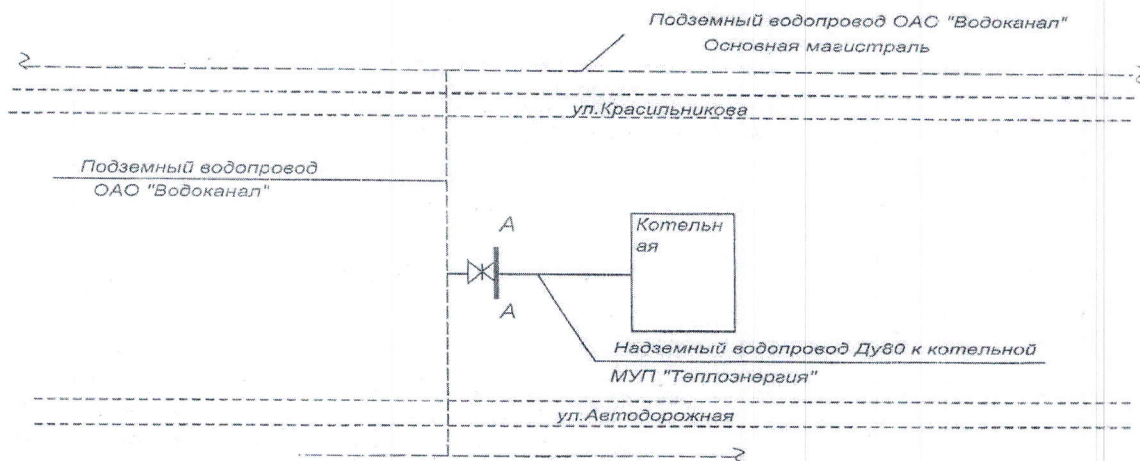 Подземный водопровод ОАС "Водоканал"
Основная магистраль
ул.Красильникова
Подземный водопровод
ОАО "Водоканал"
А
Котельн
ая
А
Надземный водопровод Ду80 к котельной
МУП "Теплоэнергия"
ул.Автодорожная